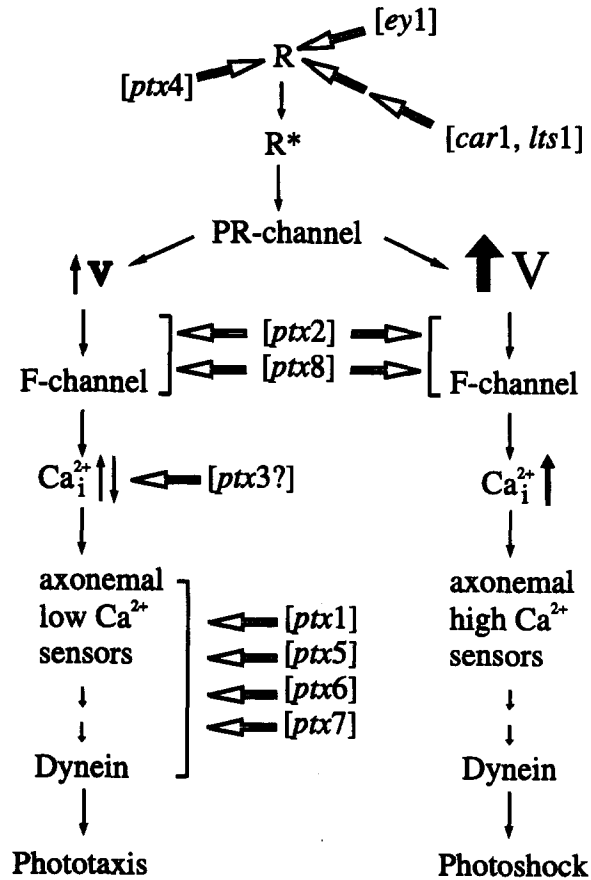 [ey1]
R
[ptx4]
[car1, lts1]
R*
PR-channel
v
V
[ptx2]
[ptx8]
F-channel
F-channel
Ca²⁺ᵢ
[ptx3?]
Ca²⁺ᵢ
axonemal
low Ca²⁺
sensors
axonemal
high Ca²⁺
sensors
[ptx1]
[ptx5]
[ptx6]
[ptx7]
Dynein
Dynein
Phototaxis
Photoshock